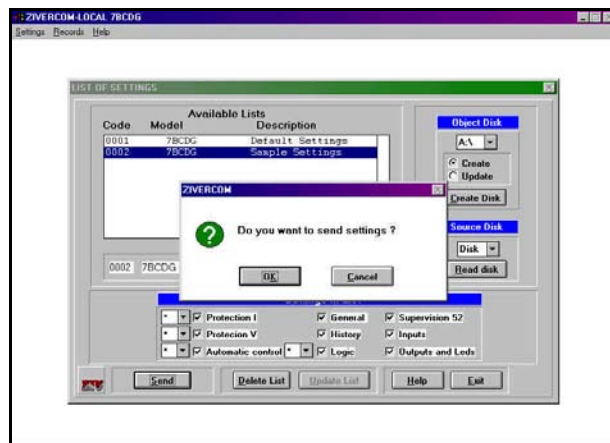 ZIVERCOM-LOCAL 7BCDG
Settings Records Help
LIST OF SETTINGS
Available Lists
Code Model Description
0001 7BCDG Default Settings
0002 7BCDG Sample Settings
Object Disk
A:\
Create
Update
Create Disk
ZIVERCOM
Do you want to send settings ?
OK Cancel
Source Disk
Disk
Read disk
0002 7BCDG
* Protection I General Supervision 52
* Protecion V History Inputs
* Automatic control * Logic Outputs and Leds
Send Delete List Update List Help Exit